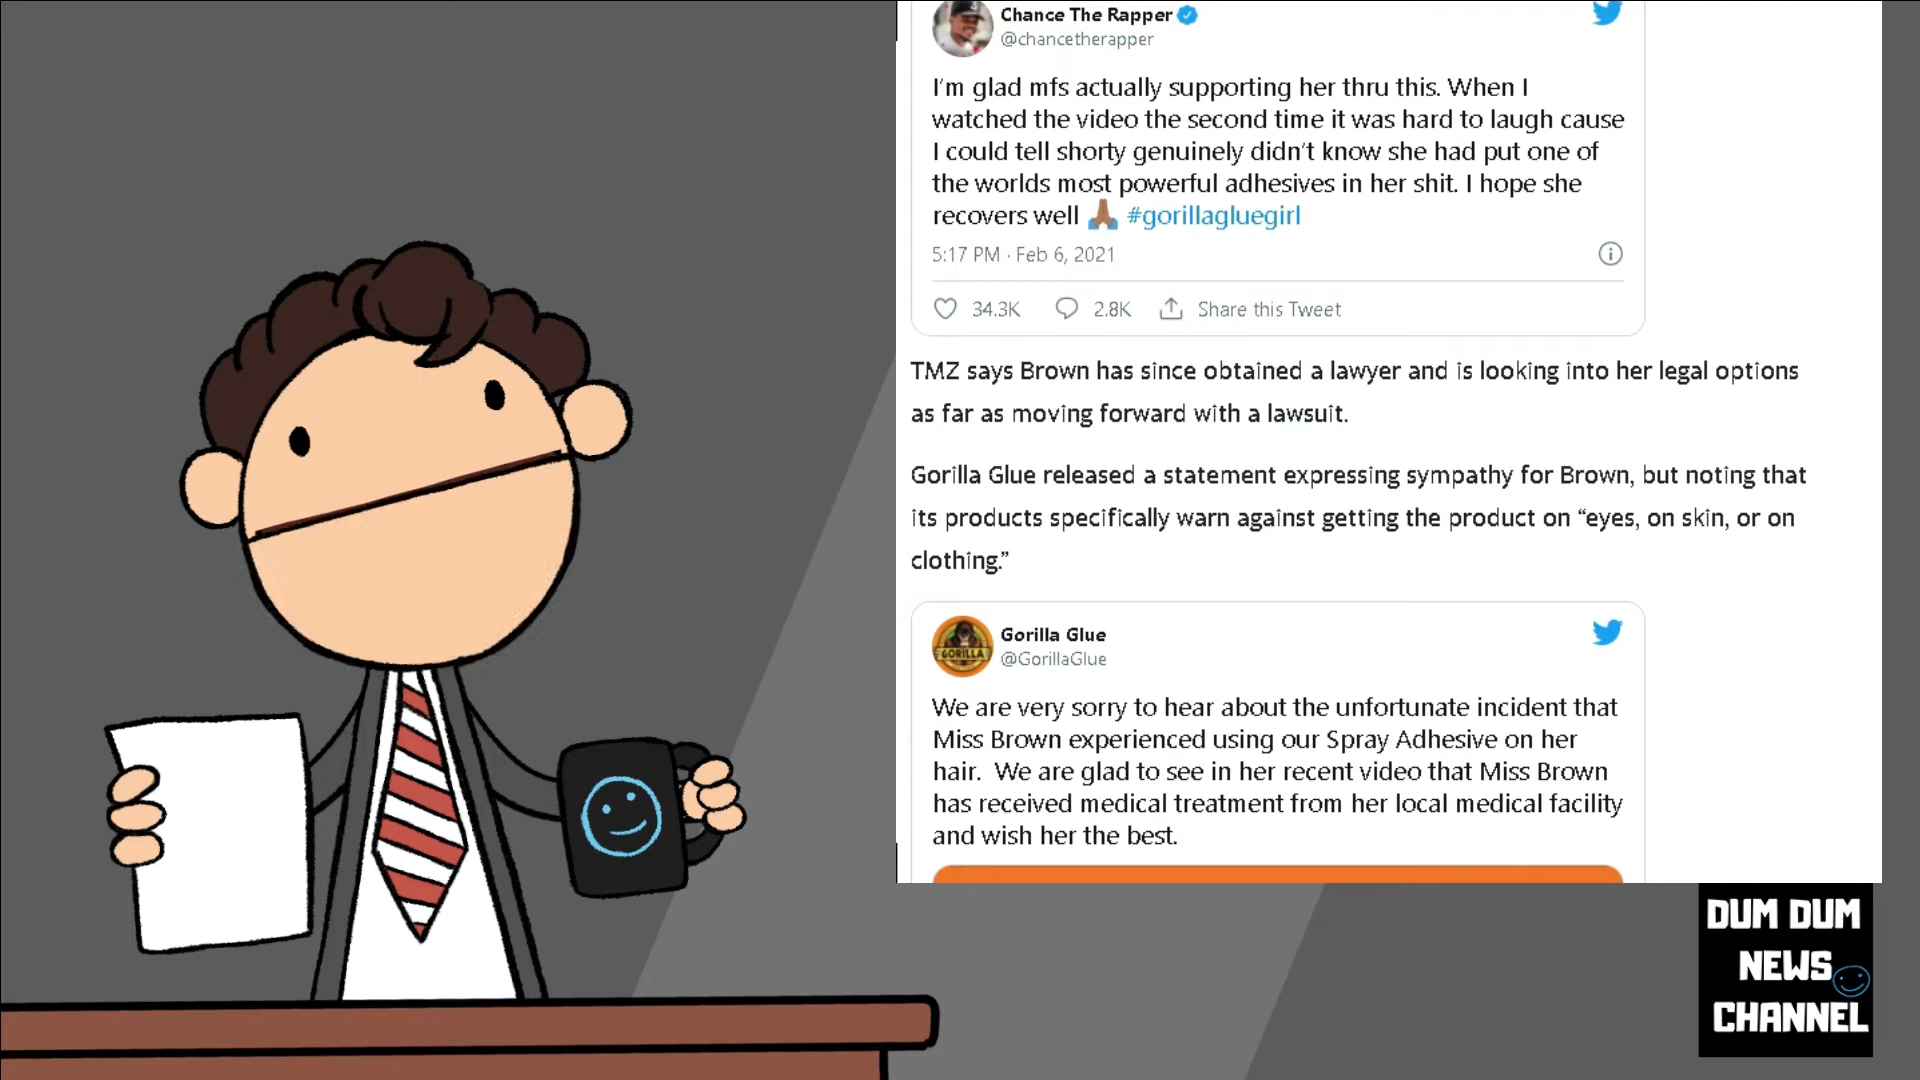 Chance The Rapper
@chancetherapper
I'm glad mfs actually supporting her thru this. When I
watched the video the second time it was hard to laugh cause
I could tell shorty genuinely didn't know she had put one of
the worlds most powerful adhesives in her shit. I hope she
recovers well 🙏🏾 #gorillagluegirl
5:17 PM · Feb 6, 2021
34.3K 2.8K Share this Tweet
TMZ says Brown has since obtained a lawyer and is looking into her legal options
as far as moving forward with a lawsuit.
Gorilla Glue released a statement expressing sympathy for Brown, but noting that
its products specifically warn against getting the product on “eyes, on skin, or on
clothing.”
GORILLA
Gorilla Glue
@GorillaGlue
We are very sorry to hear about the unfortunate incident that
Miss Brown experienced using our Spray Adhesive on her
hair. We are glad to see in her recent video that Miss Brown
has received medical treatment from her local medical facility
and wish her the best.
DUM DUM
NEWS
CHANNEL